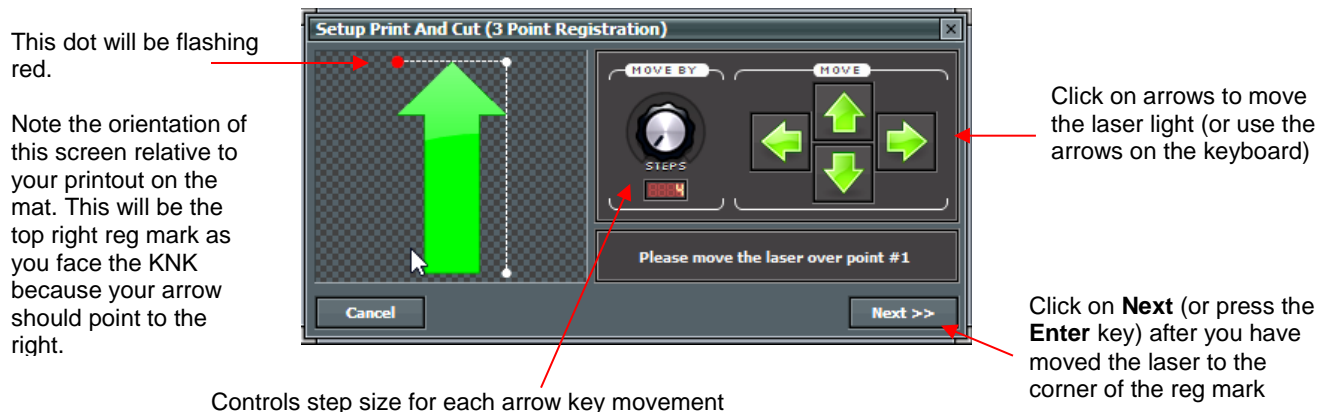 This dot will be flashing
red.
Note the orientation of
this screen relative to
your printout on the
mat. This will be the
top right reg mark as
you face the KNK
because your arrow
should point to the
right.
Setup Print And Cut (3 Point Registration)
MOVE BY
MOVE
STEPS
4
Please move the laser over point #1
Cancel
Next >>
Click on arrows to move
the laser light (or use the
arrows on the keyboard)
Click on Next (or press the
Enter key) after you have
moved the laser to the
corner of the reg mark
Controls step size for each arrow key movement